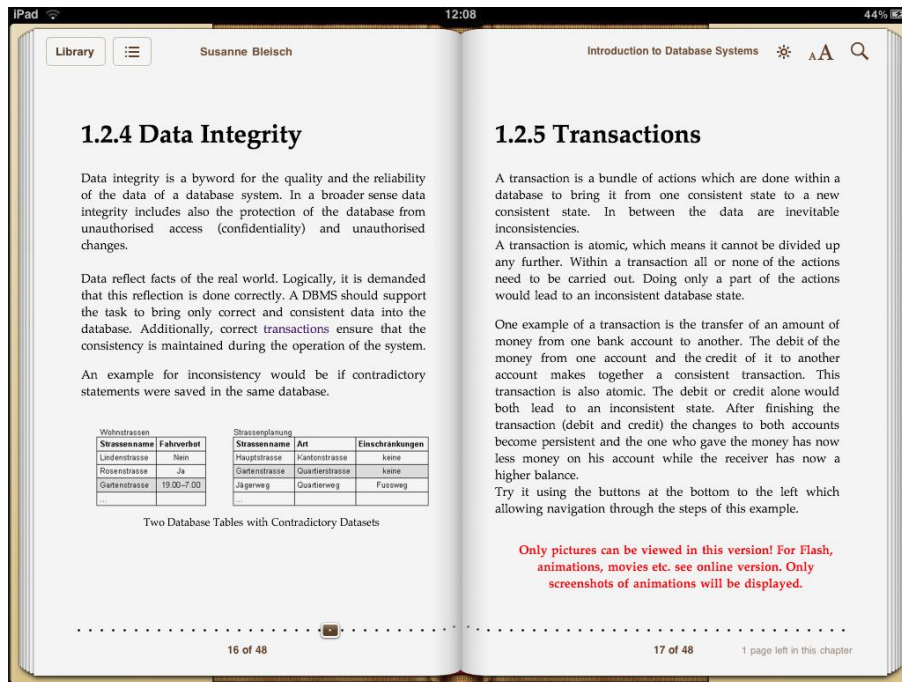 iPad
12:08
44%
Library
Susanne Bleisch
Introduction to Database Systems
AA
1.2.4 Data Integrity
Data integrity is a byword for the quality and the reliability
of the data of a database system. In a broader sense data
integrity includes also the protection of the database from
unauthorised access (confidentiality) and unauthorised
changes.
Data reflect facts of the real world. Logically, it is demanded
that this reflection is done correctly. A DBMS should support
the task to bring only correct and consistent data into the
database. Additionally, correct transactions ensure that the
consistency is maintained during the operation of the system.
An example for inconsistency would be if contradictory
statements were saved in the same database.
Wohnstrassen
Strassenname Fahrverbot
Lindenstrasse Nein
Rosenstrasse Ja
Gartenstrasse 19.00–7.00
...
Strassenplanung
Strassenname Art Einschränkungen
Hauptstrasse Kantonstrasse keine
Gartenstrasse Quartierstrasse keine
Jägerweg Quartierweg Fussweg
...
Two Database Tables with Contradictory Datasets
16 of 48
1.2.5 Transactions
A transaction is a bundle of actions which are done within a
database to bring it from one consistent state to a new
consistent state. In between the data are inevitable
inconsistencies.
A transaction is atomic, which means it cannot be divided up
any further. Within a transaction all or none of the actions
need to be carried out. Doing only a part of the actions
would lead to an inconsistent database state.
One example of a transaction is the transfer of an amount of
money from one bank account to another. The debit of the
money from one account and the credit of it to another
account makes together a consistent transaction. This
transaction is also atomic. The debit or credit alone would
both lead to an inconsistent state. After finishing the
transaction (debit and credit) the changes to both accounts
become persistent and the one who gave the money has now
less money on his account while the receiver has now a
higher balance.
Try it using the buttons at the bottom to the left which
allowing navigation through the steps of this example.
Only pictures can be viewed in this version! For Flash,
animations, movies etc. see online version. Only
screenshots of animations will be displayed.
17 of 48
1 page left in this chapter